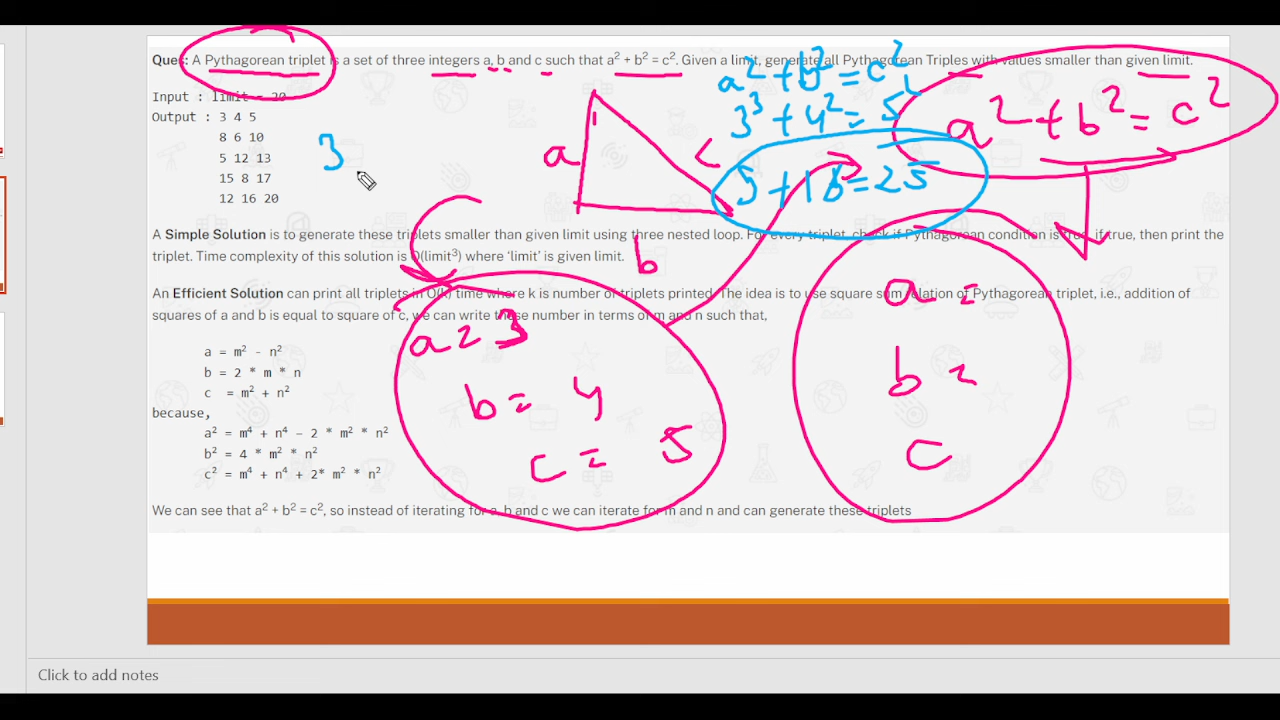 Ques: A Pythagorean triplet is a set of three integers a, b and c such that a² + b² = c². Given a limit, generate all Pythagorean Triples with values smaller than given limit.
Input : limit = 20
Output : 3 4 5
8 6 10
5 12 13
15 8 17
12 16 20
3
a
b
a² + b² = c²
3² + 4² = 5²
= 25
a² + b² = c²
A Simple Solution is to generate these triplets smaller than given limit using three nested loop. For every triplet, check if Pythagorean condition is true, if true, then print the
triplet. Time complexity of this solution is O(limit³) where ‘limit’ is given limit.
An Efficient Solution can print all triplets in O(k) time where k is number of triplets printed. The idea is to use square sum relation of Pythagorean triplet, i.e., addition of
squares of a and b is equal to square of c, we can write these number in terms of m and n such that,
a = m² - n²
b = 2 * m * n
c = m² + n²
because,
a² = m⁴ + n⁴ – 2 * m² * n²
b² = 4 * m² * n²
c² = m⁴ + n⁴ + 2* m² * n²
a = 3
b = 4
c = 5
a =
b =
c
We can see that a² + b² = c², so instead of iterating for a, b and c we can iterate for m and n and can generate these triplets
Click to add notes